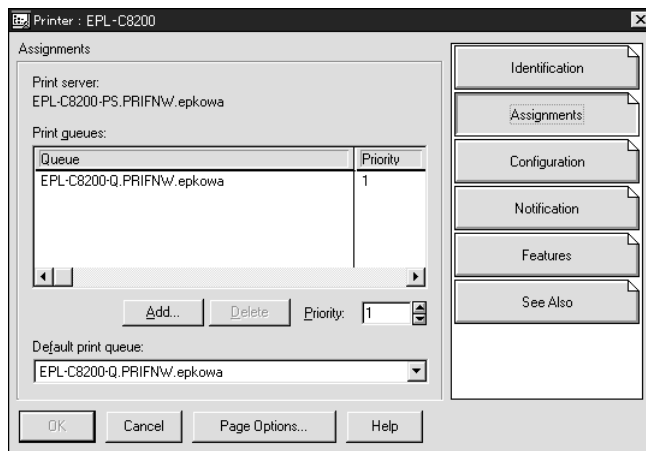 Printer : EPL-C8200
Assignments
Print server:
EPL-C8200-PS.PRIFNW.epkowa
Print queues:
Queue Priority
EPL-C8200-Q.PRIFNW.epkowa 1
Add... Delete Priority: 1
Default print queue:
EPL-C8200-Q.PRIFNW.epkowa
OK Cancel Page Options... Help
Identification
Assignments
Configuration
Notification
Features
See Also